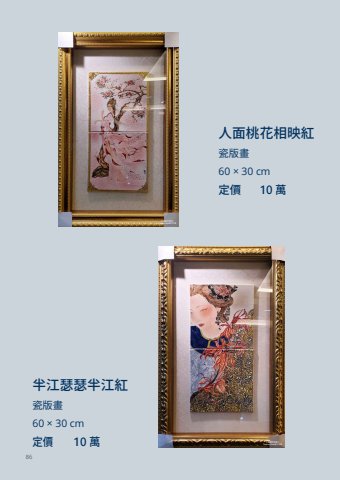 人面桃花相映紅
瓷版畫
60 × 30 cm
定價 10 萬
半江瑟瑟半江紅
瓷版畫
60 × 30 cm
定價 10 萬
86